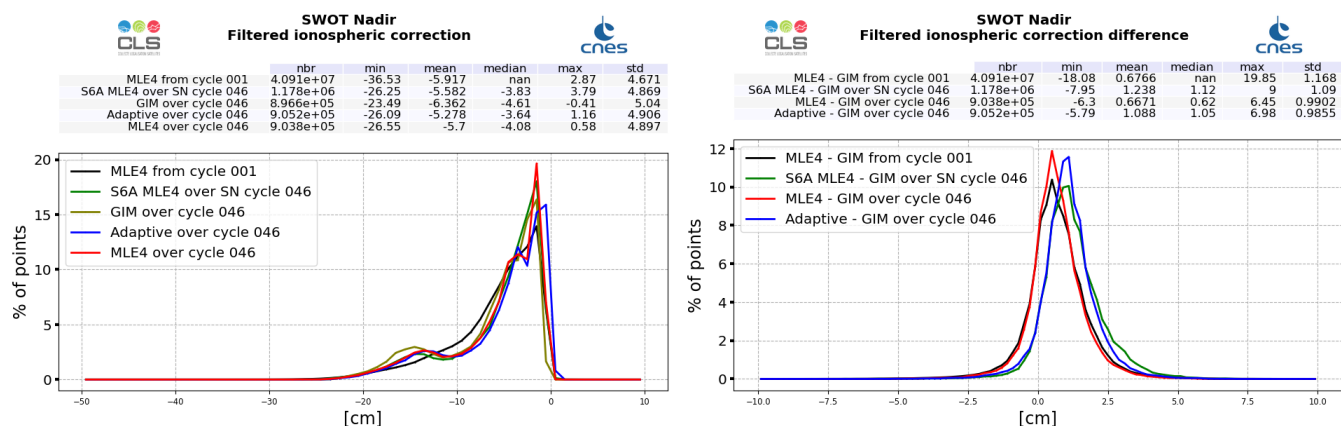 SWOT Nadir
Filtered ionospheric correction
CLS
cnes
nbr min mean median max std
MLE4 from cycle 001 4.091e+07 -36.53 -5.917 nan 2.87 4.671
S6A MLE4 over SN cycle 046 1.178e+06 -26.25 -5.582 -3.83 3.79 4.869
GIM over cycle 046 8.966e+05 -23.49 -6.362 -4.61 -0.41 5.04
Adaptive over cycle 046 9.052e+05 -26.09 -5.278 -3.64 1.16 4.906
MLE4 over cycle 046 9.038e+05 -26.55 -5.7 -4.08 0.58 4.897
% of points
20
15
10
5
0
MLE4 from cycle 001
S6A MLE4 over SN cycle 046
GIM over cycle 046
Adaptive over cycle 046
MLE4 over cycle 046
−50 −40 −30 −20 −10 0 10
[cm]
SWOT Nadir
Filtered ionospheric correction difference
CLS
cnes
nbr min mean median max std
MLE4 - GIM from cycle 001 4.091e+07 -18.08 0.6766 nan 19.85 1.168
S6A MLE4 - GIM over SN cycle 046 1.178e+06 -7.95 1.238 1.12 9 1.09
MLE4 - GIM over cycle 046 9.038e+05 -6.3 0.6671 0.62 6.45 0.9902
Adaptive - GIM over cycle 046 9.052e+05 -5.79 1.088 1.05 6.98 0.9855
% of points
12
10
8
6
4
2
0
MLE4 - GIM from cycle 001
S6A MLE4 - GIM over SN cycle 046
MLE4 - GIM over cycle 046
Adaptive - GIM over cycle 046
−10.0 −7.5 −5.0 −2.5 0.0 2.5 5.0 7.5 10.0
[cm]